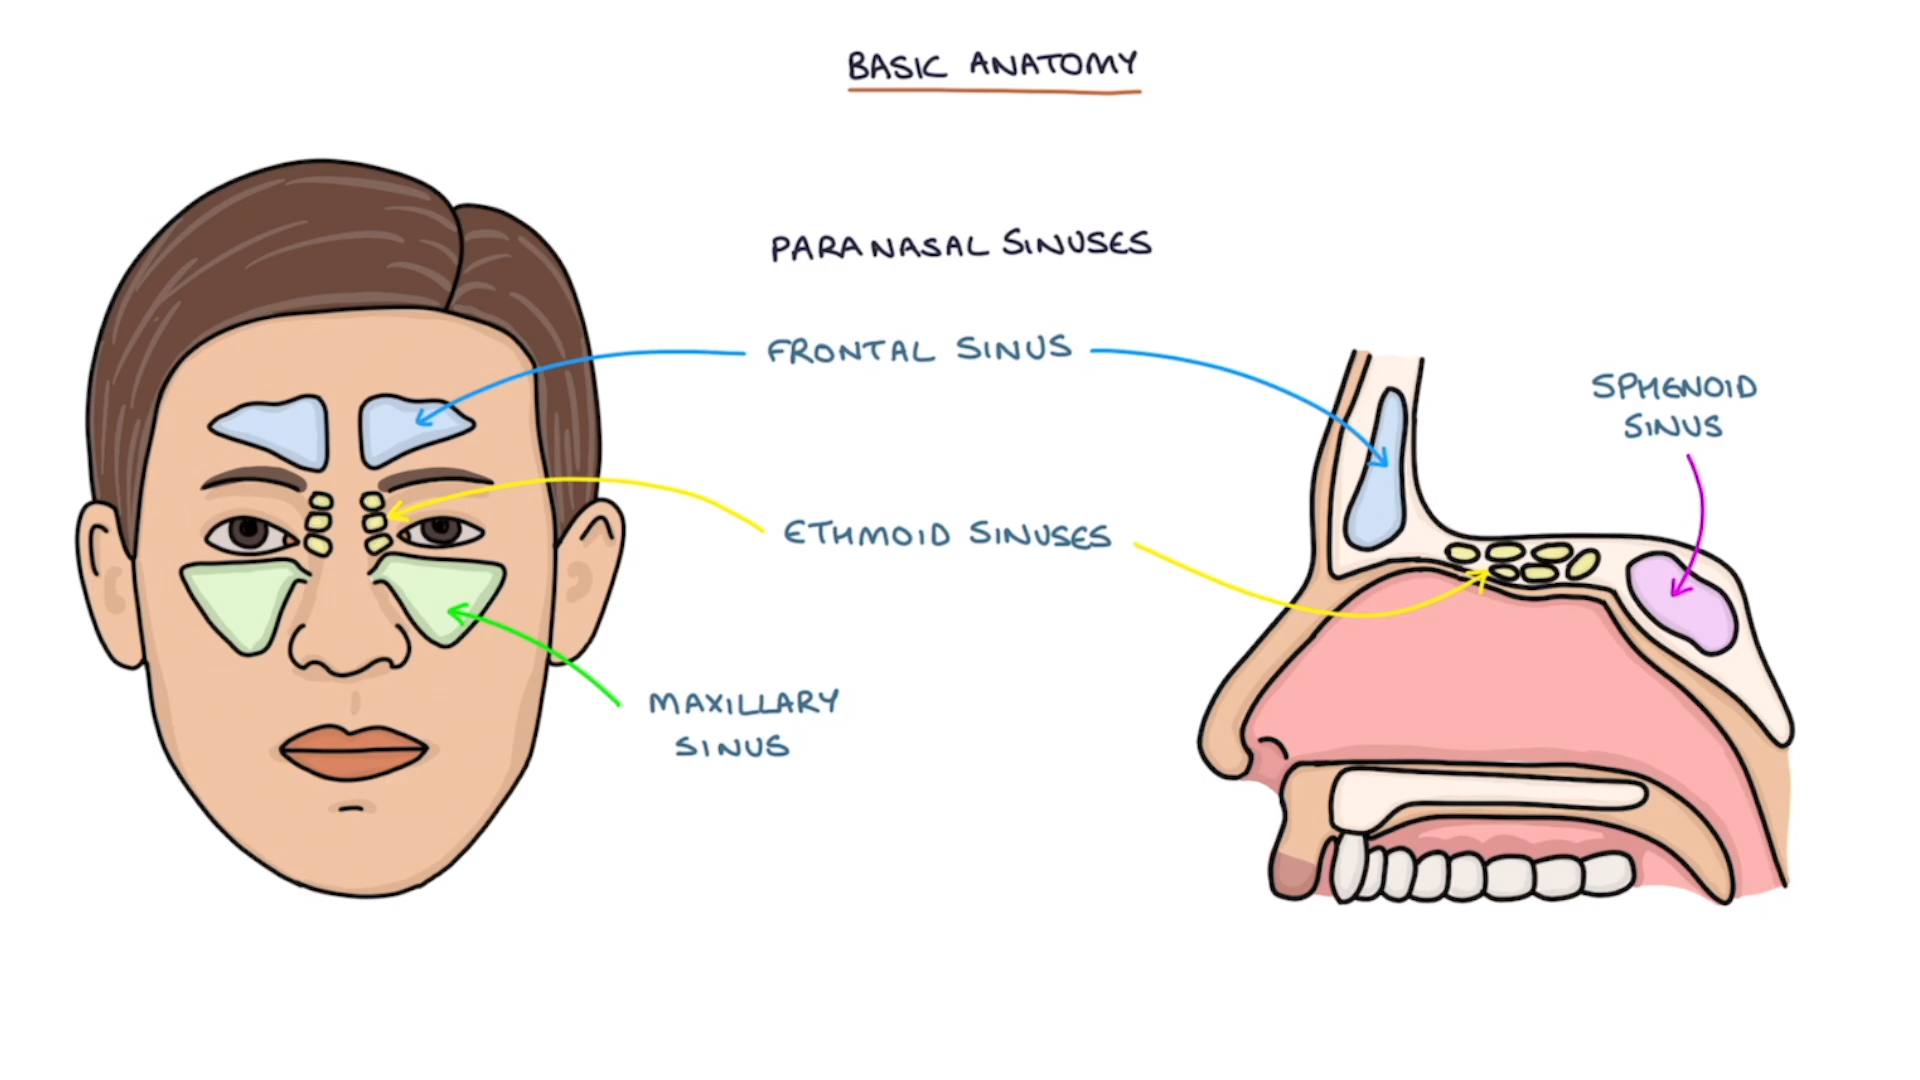 BASIC ANATOMY
PARANASAL SINUSES
FRONTAL SINUS
SPHENOID
SINUS
ETHMOID SINUSES
MAXILLARY
SINUS